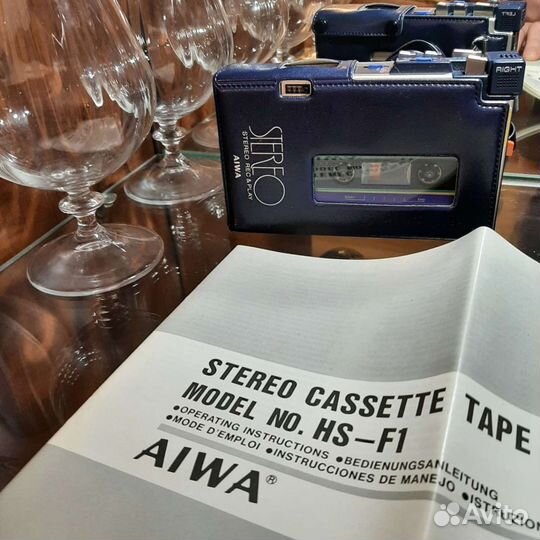 RIGHT
STEREO
STEREO REC & PLAY
AIWA
STEREO CASSETTE TAPE
MODEL NO. HS-F1
•OPERATING INSTRUCTIONS •BEDIENUNGSANLEITUNG
•MODE D'EMPLOI •INSTRUCCIONES DE MANEJO
AIWA®
Avito